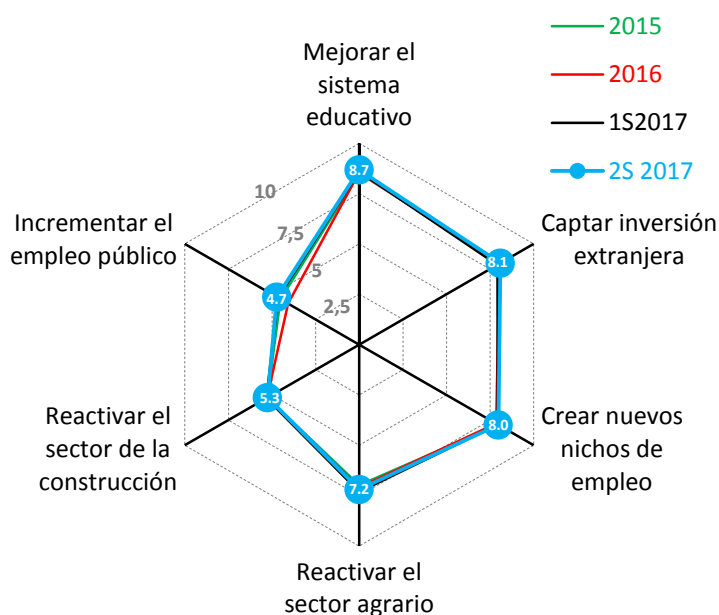 2015
2016
1S2017
2S 2017
Mejorar el
sistema
educativo
Captar inversión
extranjera
Crear nuevos
nichos de
empleo
Reactivar el
sector agrario
Reactivar el
sector de la
construcción
Incrementar el
empleo público
10
7,5
5
2,5
8.7
8.1
8.0
7.2
5.3
4.7